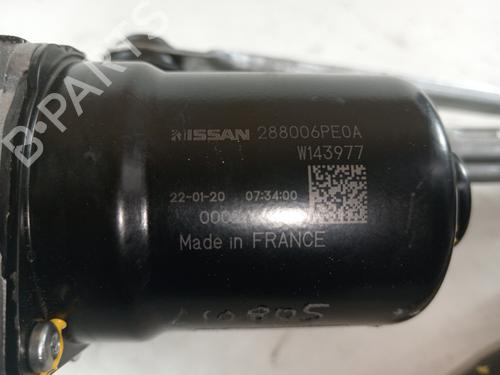 B-PARTS
NISSAN 288006PE0A
W143977
22-01-20 07:34:00
Made in FRANCE